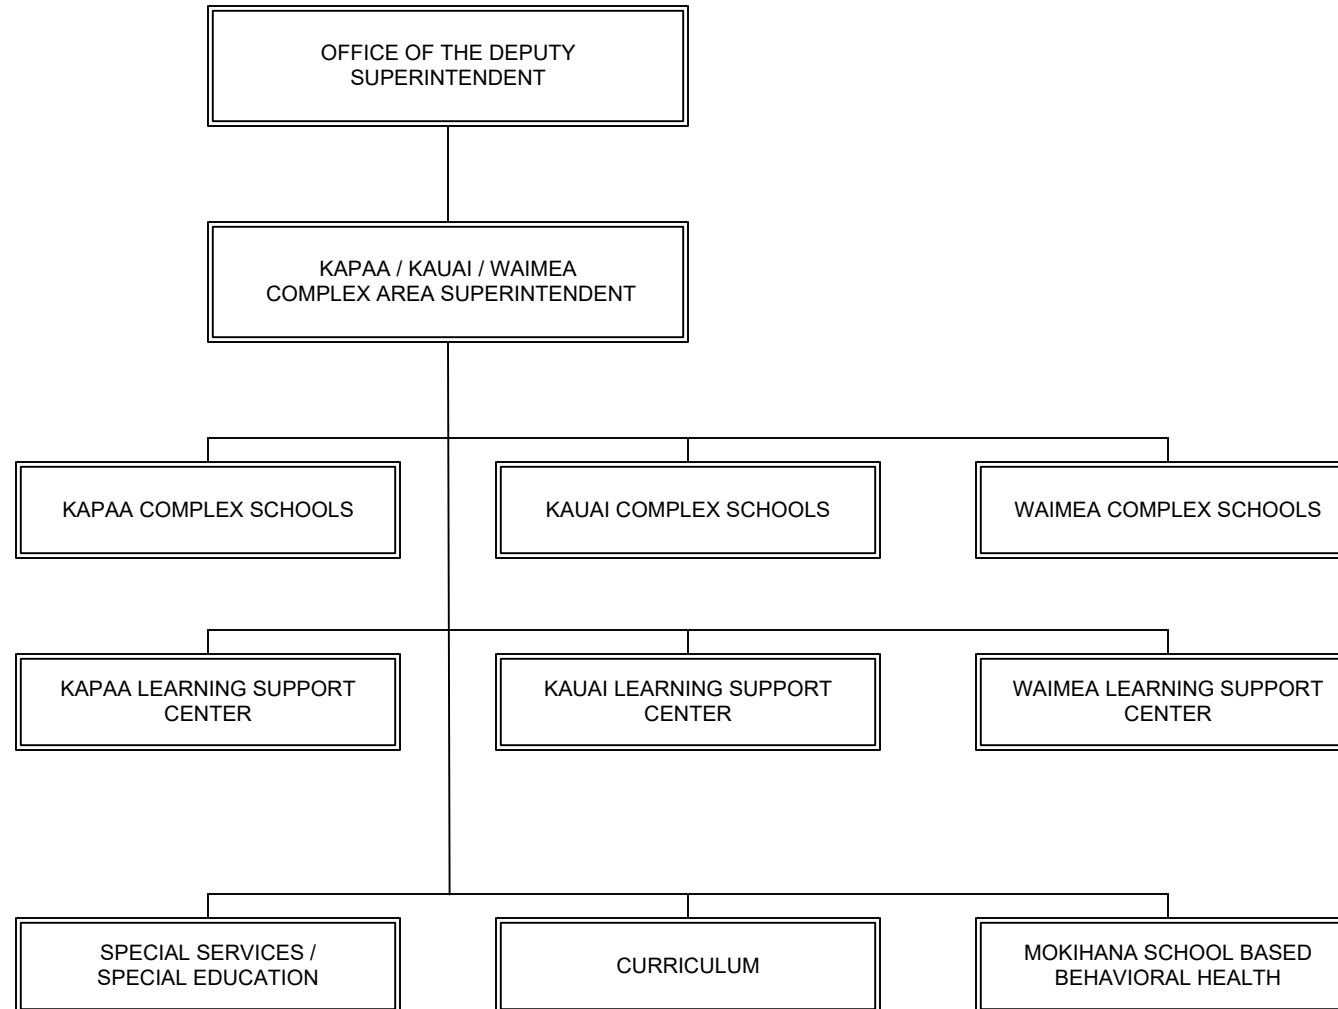 OFFICE OF THE DEPUTY
SUPERINTENDENT
KAPAA / KAUAI / WAIMEA
COMPLEX AREA SUPERINTENDENT
KAPAA COMPLEX SCHOOLS
KAUAI COMPLEX SCHOOLS
WAIMEA COMPLEX SCHOOLS
KAPAA LEARNING SUPPORT
CENTER
KAUAI LEARNING SUPPORT
CENTER
WAIMEA LEARNING SUPPORT
CENTER
SPECIAL SERVICES /
SPECIAL EDUCATION
CURRICULUM
MOKIHANA SCHOOL BASED
BEHAVIORAL HEALTH